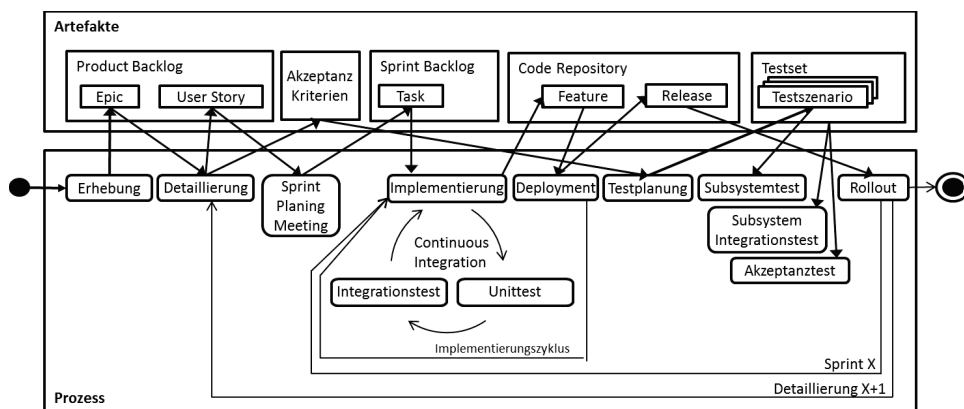 Artefakte
Product Backlog
Epic
User Story
Akzeptanz
Kriterien
Sprint Backlog
Task
Code Repository
Feature
Release
Testset
Testszenario
Erhebung
Detaillierung
Sprint
Planing
Meeting
Implementierung
Deployment
Testplanung
Subsystemtest
Rollout
Subsystem
Integrationstest
Akzeptanztest
Continuous
Integration
Integrationstest
Unittest
Implementierungszyklus
Sprint X
Detaillierung X+1
Prozess